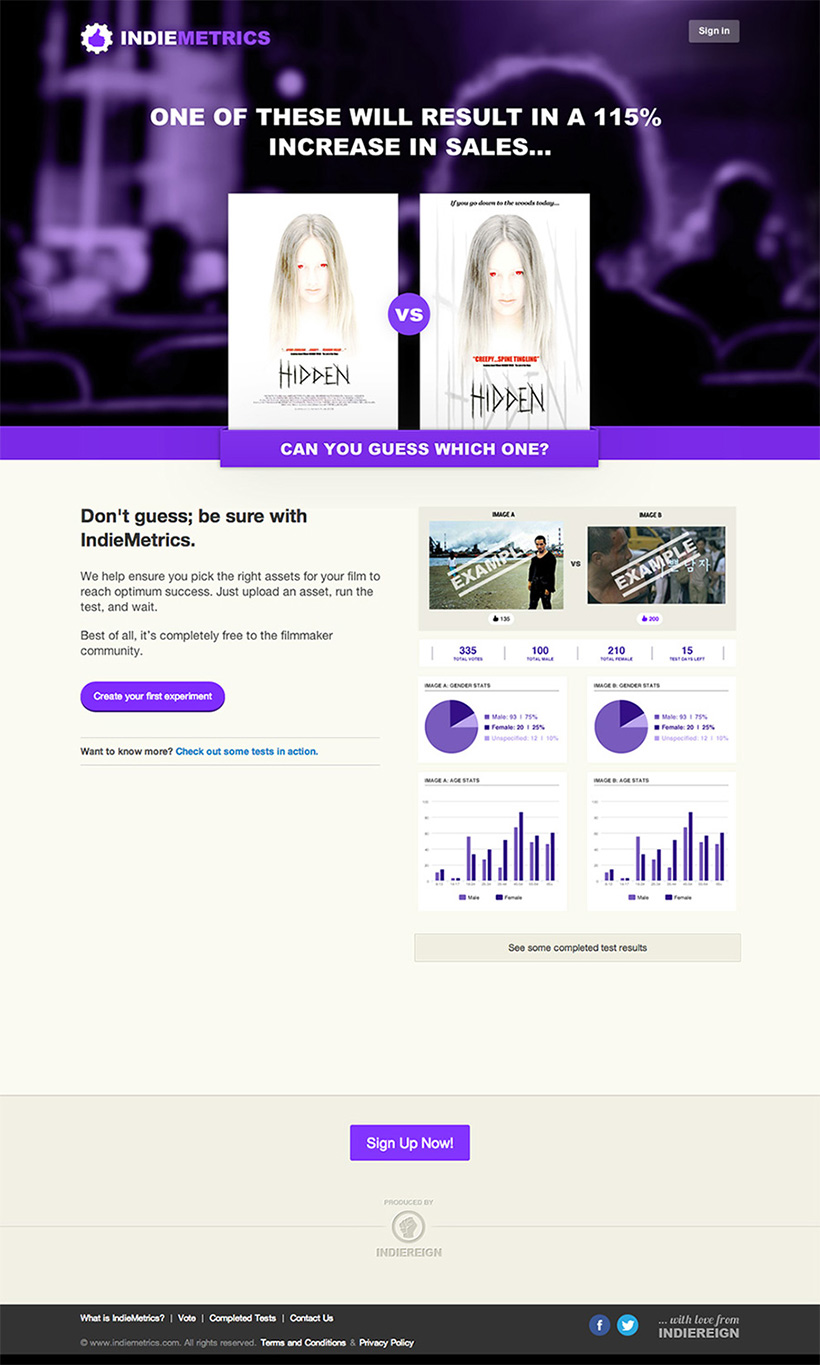 INDIEMETRICS
Sign in
ONE OF THESE WILL RESULT IN A 115%
INCREASE IN SALES...
HIDDEN
VS
If you go down to the woods today...
"CREEPY...SPINE TINGLING"
HIDDEN
CAN YOU GUESS WHICH ONE?
Don't guess; be sure with
IndieMetrics.
We help ensure you pick the right assets for your film to
reach optimum success. Just upload an asset, run the
test, and wait.
Best of all, it's completely free to the filmmaker
community.
Create your first experiment
Want to know more? Check out some tests in action.
IMAGE A
IMAGE B
EXAMPLE
VS
EXAMPLE
남자
135
200
335
TOTAL VOTES
100
TOTAL MALE
210
TOTAL FEMALE
15
TEST DAYS LEFT
IMAGE A: GENDER STATS
Male: 93 | 75%
Female: 20 | 25%
Unspecified: 12 | 10%
IMAGE B: GENDER STATS
Male: 93 | 75%
Female: 20 | 25%
Unspecified: 12 | 10%
IMAGE A: AGE STATS
Male Female
IMAGE B: AGE STATS
Male Female
See some completed test results
Sign Up Now!
PRODUCED BY
INDIEREIGN
What is IndieMetrics? | Vote | Completed Tests | Contact Us
© www.indiemetrics.com. All rights reserved. Terms and Conditions & Privacy Policy
... with love from
INDIEREIGN